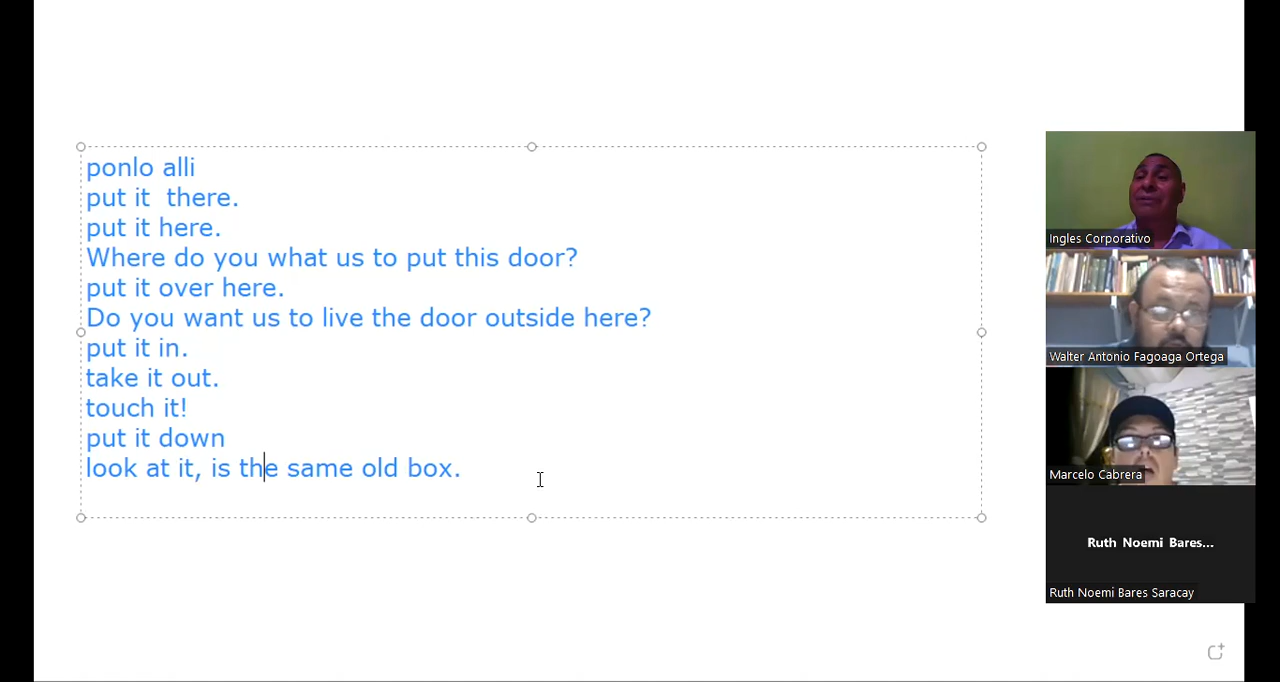 ponlo alli
put it  there.
put it here.
Where do you what us to put this door?
put it over here.
Do you want us to live the door outside here?
put it in.
take it out.
touch it!
put it down
look at it, is the same old box.
Ingles Corporativo
Walter Antonio Fagoaga Ortega
Marcelo Cabrera
Ruth Noemi Bares...
Ruth Noemi Bares Saracay